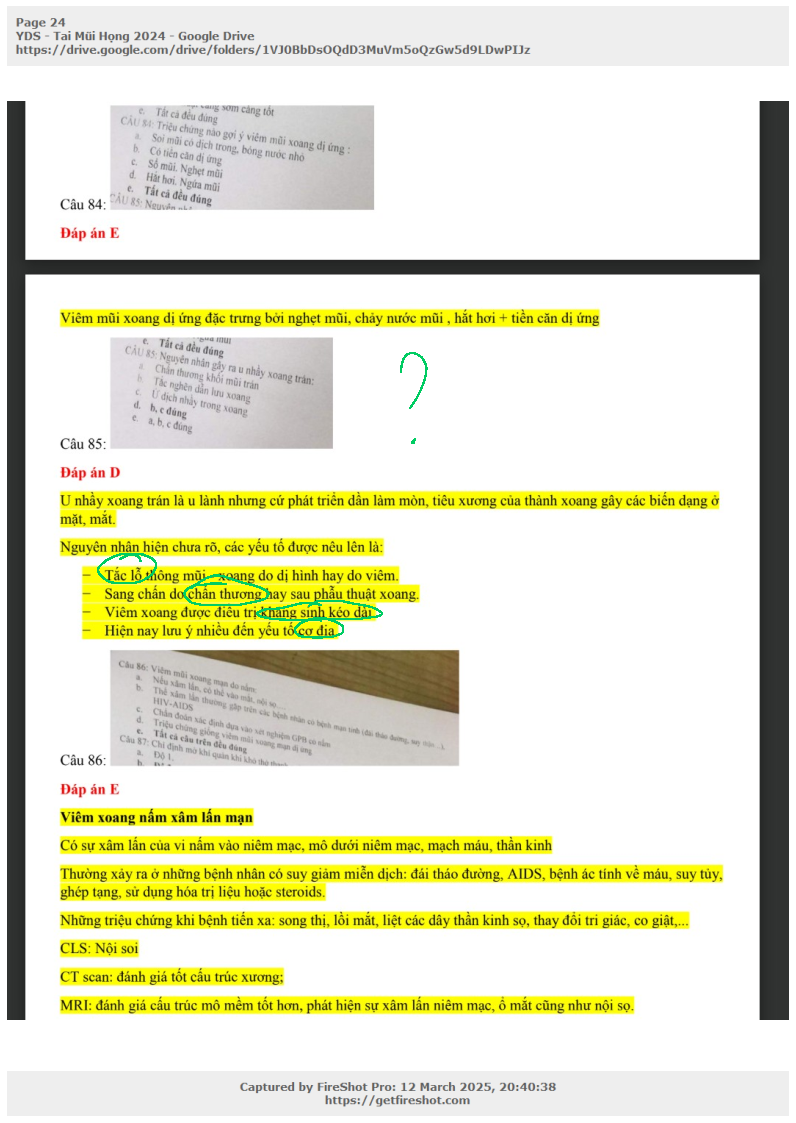 Page 24
YDS - Tai Mũi Họng 2024 - Google Drive
https://drive.google.com/drive/folders/1VJ0BbDsOQdD3MuVm5oQzGw5d9LDwPIJz
e. Tất cả đều đúng
CÂU 84: Triệu chứng nào gợi ý viêm mũi xoang dị ứng :
a. Soi mũi có dịch trong, bóng nước nhỏ
b. Có tiền căn dị ứng
c. Sổ mũi. Nghẹt mũi
d. Hắt hơi. Ngứa mũi
e. Tất cả đều đúng
CÂU 85:
Câu 84:
Đáp án E
Viêm mũi xoang dị ứng đặc trưng bời nghẹt mũi, chảy nước mũi , hắt hơi + tiền căn dị ứng
e. Tất cả đều đúng
CÂU 85: Nguyên nhân gây ra u nhầy xoang trán:
a. Chấn thương khối mũi trán
b. Tắc nghẽn dẫn lưu xoang
c. Ứ dịch nhầy trong xoang
d. b, c đúng
e. a, b, c đúng
?
Câu 85:
Đáp án D
U nhầy xoang trán là u lành nhưng cứ phát triển dần làm mòn, tiêu xương của thành xoang gây các biến dạng ở
mặt, mắt.
Nguyên nhân hiện chưa rõ, các yếu tố được nêu lên là:
− Tắc lỗ thông mũi - xoang do dị hình hay do viêm.
− Sang chấn do chấn thương hay sau phẫu thuật xoang.
− Viêm xoang được điều trị kháng sinh kéo dài.
− Hiện nay lưu ý nhiều đến yếu tố cơ địa.
Câu 86: Viêm mũi xoang mạn do nấm:
a. Nếu xâm lấn, có thể vào mắt, nội sọ....
b. Thể xâm lấn thường gặp trên các bệnh nhân có bệnh mạn tính (đái tháo đường, suy
HIV-AIDS
c. Chẩn đoán xác định dựa vào xét nghiệm GPB có nấm
d. Triệu chứng giống viêm mũi xoang mạn dị ứng
e. Tất cả câu trên đều đúng
Câu 87: Chỉ định mở khí quản khi khó thở
a. Độ 1.
b.
Câu 86:
Đáp án E
Viêm xoang nấm xâm lấn mạn
Có sự xâm lấn của vi nấm vào niêm mạc, mô dưới niêm mạc, mạch máu, thần kinh
Thường xảy ra ở những bệnh nhân có suy giảm miễn dịch: đái tháo đường, AIDS, bệnh ác tính về máu, suy tủy,
ghép tạng, sử dụng hóa trị liệu hoặc steroids.
Những triệu chứng khi bệnh tiến xa: song thị, lồi mắt, liệt các dây thần kinh sọ, thay đổi tri giác, co giật,...
CLS: Nội soi
CT scan: đánh giá tốt cấu trúc xương;
MRI: đánh giá cấu trúc mô mềm tốt hơn, phát hiện sự xâm lấn niêm mạc, ổ mắt cũng như nội sọ.
Captured by FireShot Pro: 12 March 2025, 20:40:38
https://getfireshot.com